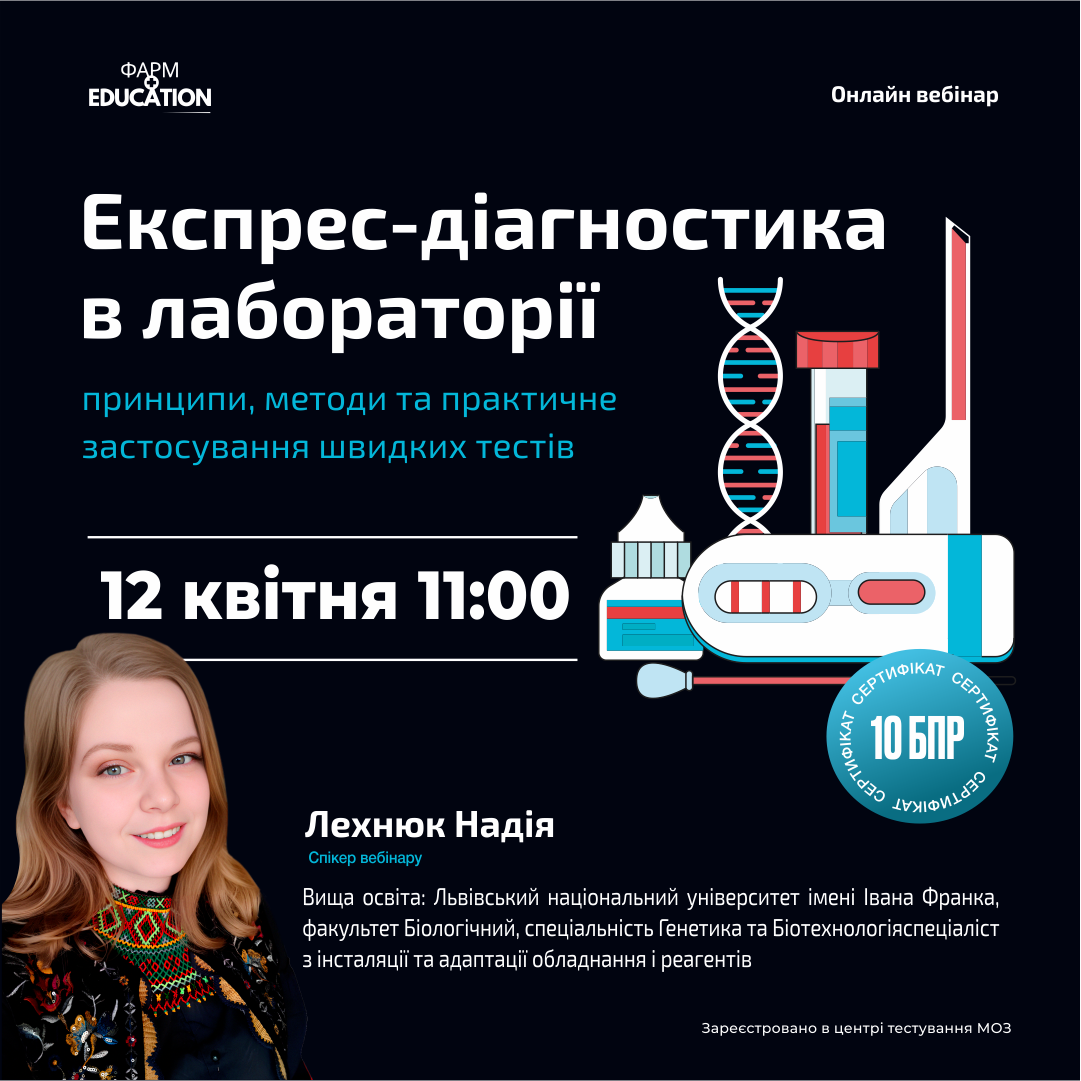 ФАРМ
EDUCATION
Онлайн вебінар
Експрес-діагностика
в лабораторії
принципи, методи та практичне
застосування швидких тестів
12 квітня 11:00
СЕРТИФІКАТ СЕРТИФІКАТ СЕРТИФІКАТ СЕРТИФІКАТ
10 БПР
Лехнюк Надія
Спікер вебінару
Вища освіта: Львівський національний університет імені Івана Франка,
факультет Біологічний, спеціальність Генетика та Біотехнологіяспеціаліст
з інсталяції та адаптації обладнання і реагентів
Зареєстровано в центрі тестування МОЗ